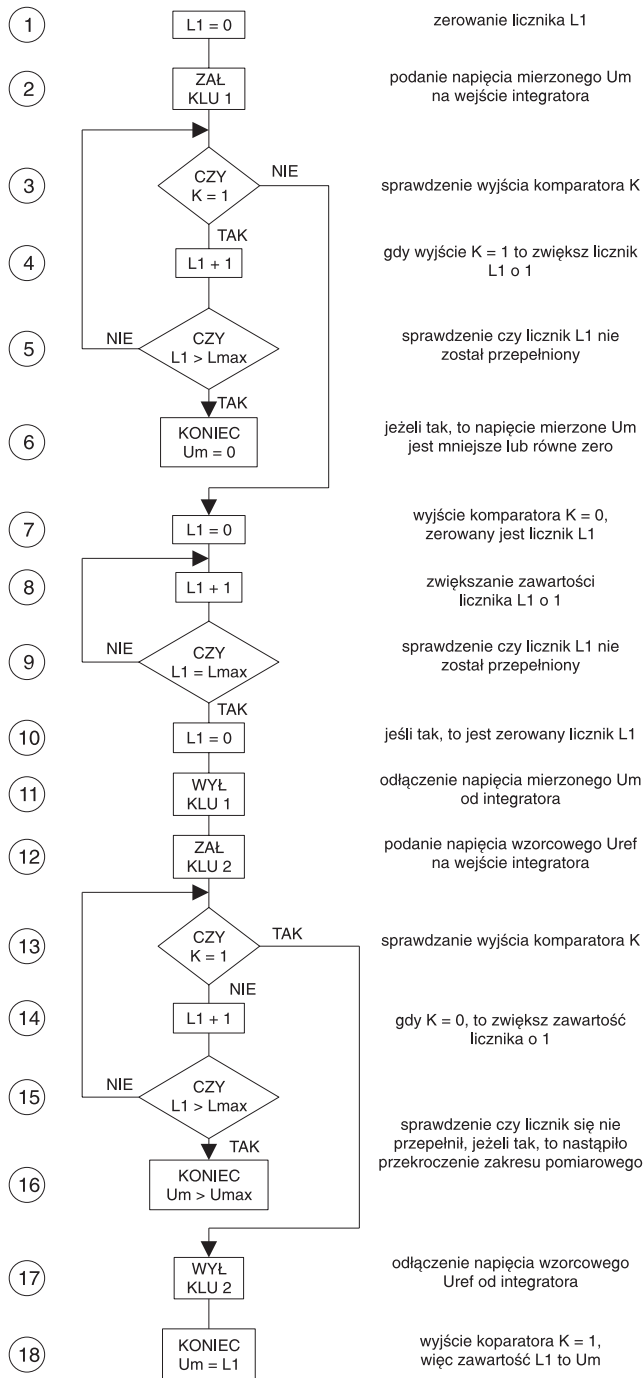 1
L1 = 0
zerowanie licznika L1
2
ZAŁ
KLU 1
podanie napięcia mierzonego Um
na wejście integratora
3
CZY
K = 1
NIE
sprawdzenie wyjścia komparatora K
TAK
4
L1 + 1
gdy wyjście K = 1 to zwiększ licznik
L1 o 1
5
NIE
CZY
L1 > Lmax
sprawdzenie czy licznik L1 nie
został przepełniony
TAK
6
KONIEC
Um = 0
jeżeli tak, to napięcie mierzone Um
jest mniejsze lub równe zero
7
L1 = 0
wyjście komparatora K = 0,
zerowany jest licznik L1
8
L1 + 1
zwiększanie zawartości
licznika L1 o 1
9
NIE
CZY
L1 = Lmax
sprawdzenie czy licznik L1 nie
został przepełniony
TAK
10
L1 = 0
jeśli tak, to jest zerowany licznik L1
11
WYŁ
KLU 1
odłączenie napięcia mierzonego Um
od integratora
12
ZAŁ
KLU 2
podanie napięcia wzorcowego Uref
na wejście integratora
13
CZY
K = 1
TAK
sprawdzanie wyjścia komparatora K
NIE
14
L1 + 1
gdy K = 0, to zwiększ zawartość
licznika o 1
15
NIE
CZY
L1 > Lmax
TAK
sprawdzenie czy licznik się nie
przepełnił, jeżeli tak, to nastąpiło
przekroczenie zakresu pomiarowego
16
KONIEC
Um > Umax
17
WYŁ
KLU 2
odłączenie napięcia wzorcowego
Uref od integratora
18
KONIEC
Um = L1
wyjście koparatora K = 1,
więc zawartość L1 to Um